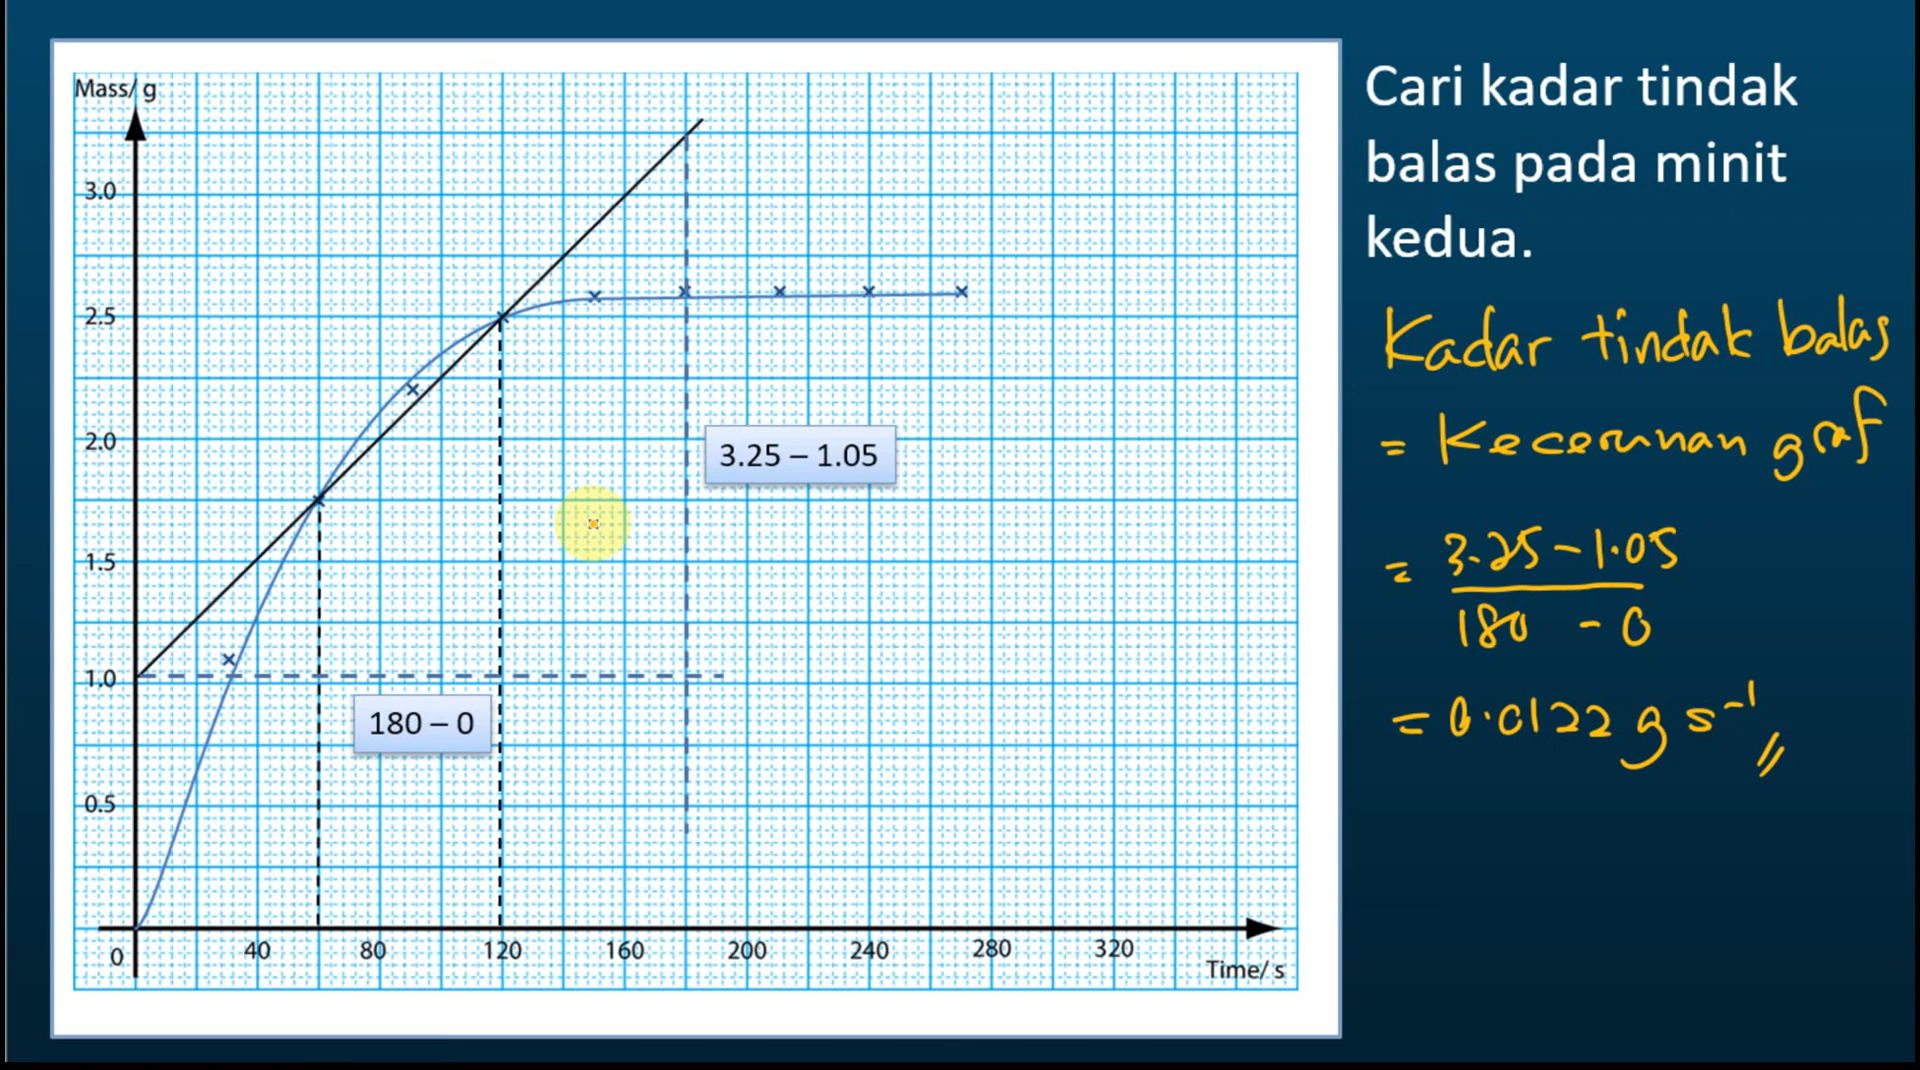 Mass/ g
3.0
2.5
2.0
1.5
1.0
0.5
0
40
80
120
160
200
240
280
320
Time/ s
3.25 – 1.05
180 – 0
Cari kadar tindak
balas pada minit
kedua.
Kadar tindak balas
= Kecerunan graf
= 3.25 - 1.05
180 - 0
= 0.0122 g s⁻¹ //